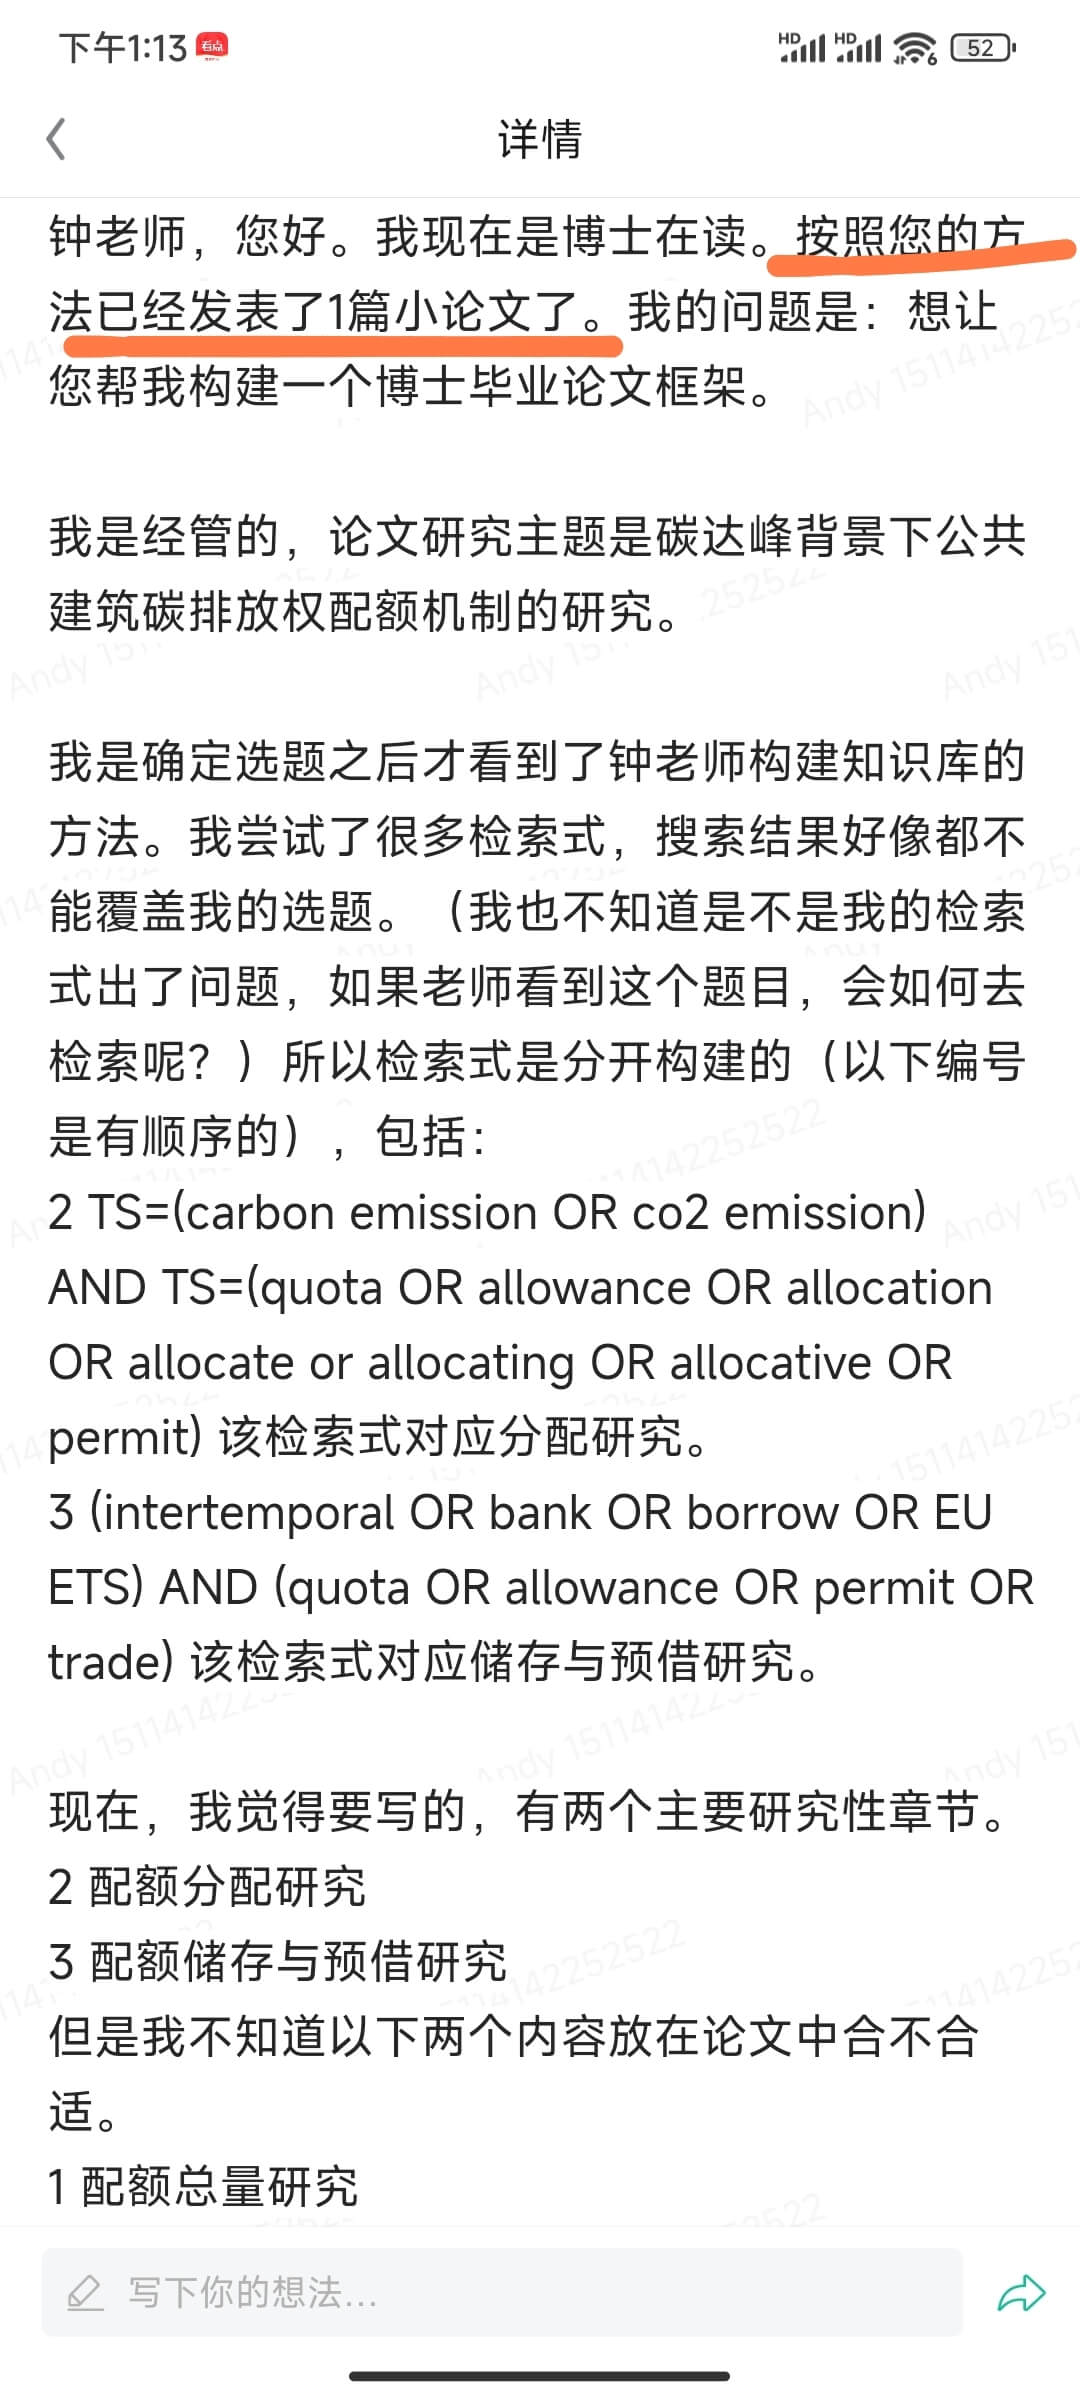 下午1:13
看点
HD HD 6 52
详情
钟老师，您好。我现在是博士在读。按照您的方
法已经发表了1篇小论文了。我的问题是：想让
您帮我构建一个博士毕业论文框架。
我是经管的，论文研究主题是碳达峰背景下公共
建筑碳排放权配额机制的研究。
我是确定选题之后才看到了钟老师构建知识库的
方法。我尝试了很多检索式，搜索结果好像都不
能覆盖我的选题。（我也不知道是不是我的检索
式出了问题，如果老师看到这个题目，会如何去
检索呢？）所以检索式是分开构建的（以下编号
是有顺序的），包括：
2 TS=(carbon emission OR co2 emission)
AND TS=(quota OR allowance OR allocation
OR allocate or allocating OR allocative OR
permit) 该检索式对应分配研究。
3 (intertemporal OR bank OR borrow OR EU
ETS) AND (quota OR allowance OR permit OR
trade) 该检索式对应储存与预借研究。
现在，我觉得要写的，有两个主要研究性章节。
2 配额分配研究
3 配额储存与预借研究
但是我不知道以下两个内容放在论文中合不合
适。
1 配额总量研究
写下你的想法...